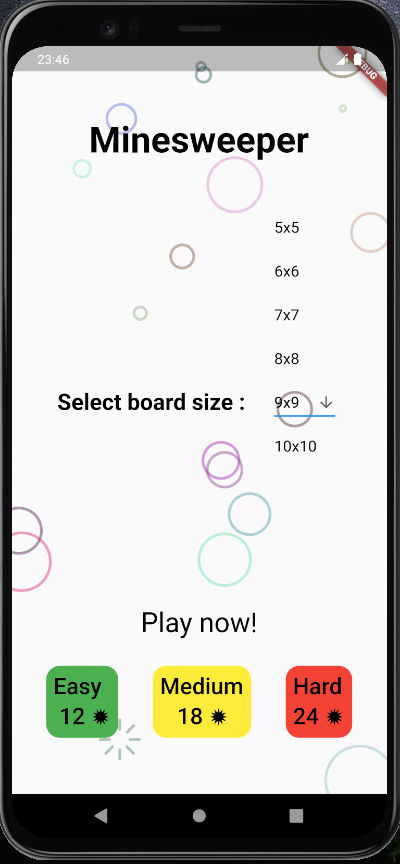 23:46
BUG
Minesweeper
5x5
6x6
7x7
8x8
Select board size : 9x9
10x10
Play now!
Easy Medium Hard
12 18 24